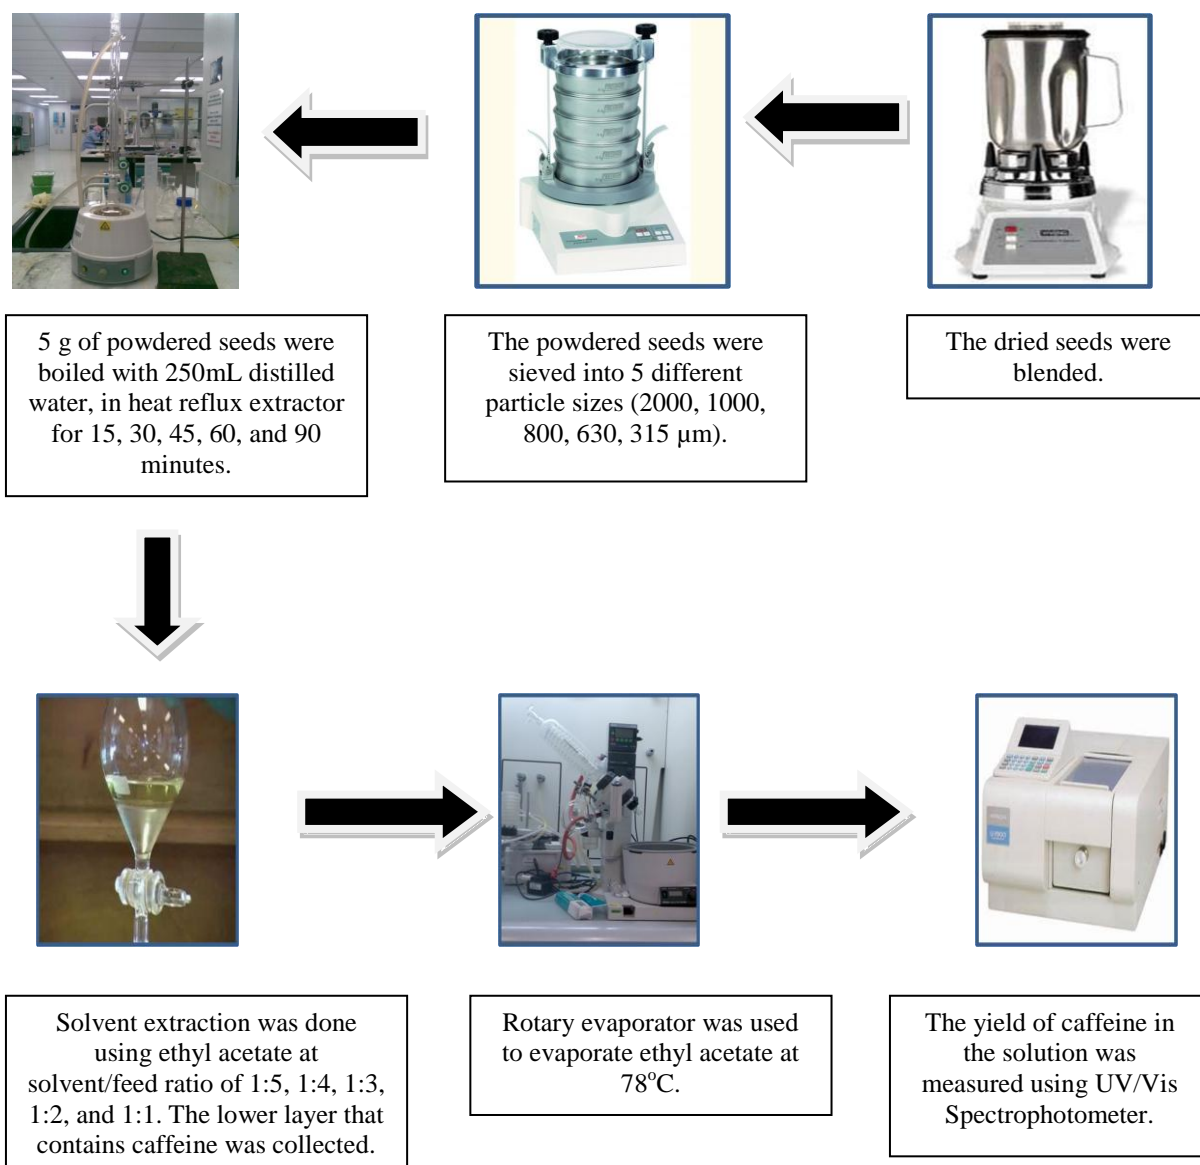 The dried seeds were
blended.
The powdered seeds were
sieved into 5 different
particle sizes (2000, 1000,
800, 630, 315 µm).
5 g of powdered seeds were
boiled with 250mL distilled
water, in heat reflux extractor
for 15, 30, 45, 60, and 90
minutes.
Solvent extraction was done
using ethyl acetate at
solvent/feed ratio of 1:5, 1:4, 1:3,
1:2, and 1:1. The lower layer that
contains caffeine was collected.
Rotary evaporator was used
to evaporate ethyl acetate at
78°C.
The yield of caffeine in
the solution was
measured using UV/Vis
Spectrophotometer.